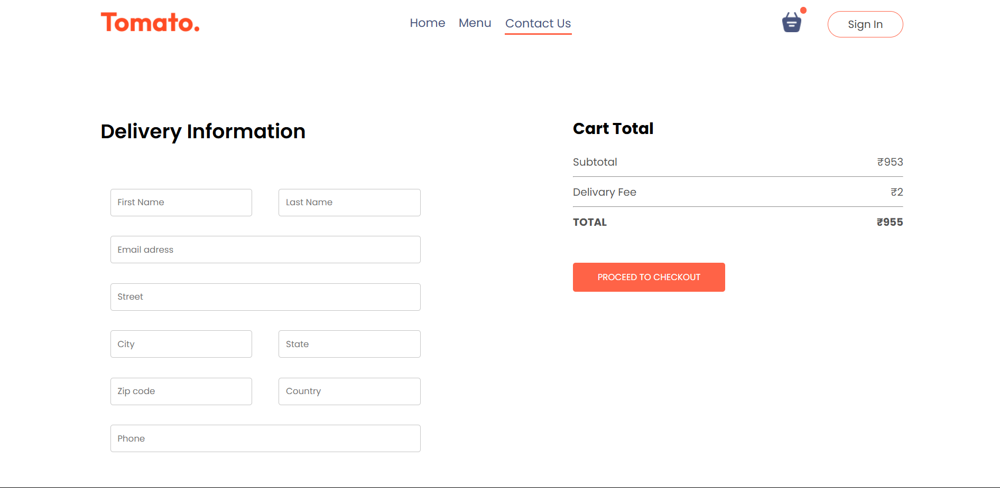 Tomato.
Home Menu Contact Us
Sign In
Delivery Information
First Name Last Name
Email adress
Street
City State
Zip code Country
Phone
Cart Total
Subtotal ₹953
Delivary Fee ₹2
TOTAL ₹955
PROCEED TO CHECKOUT